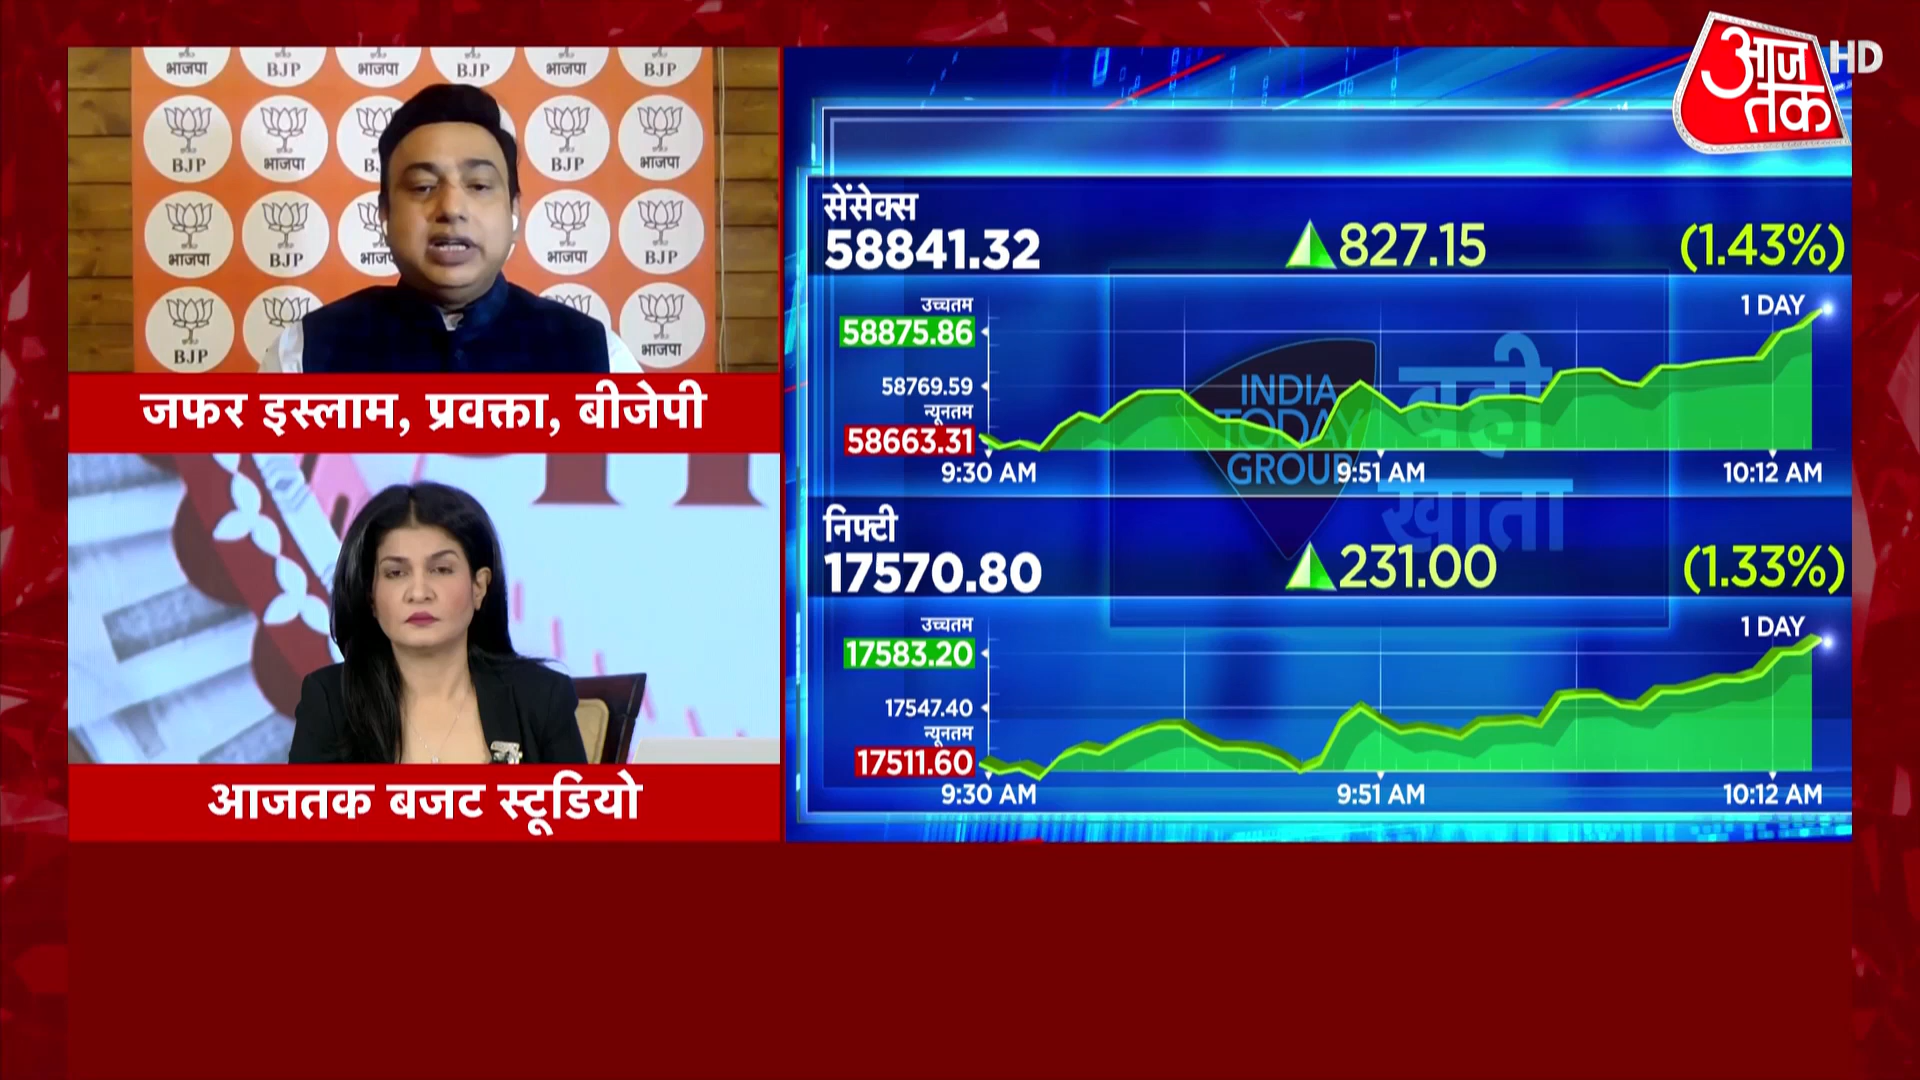 आज
तक
HD
भाजपा
BJP
भाजपा
BJP
भाजपा
BJP
BJP
भाजपा
BJP
भाजपा
भाजपा
BJP
भाजपा
BJP
BJP
भाजपा
जफर इस्लाम, प्रवक्ता, बीजेपी
आजतक बजट स्टूडियो
सेंसेक्स
58841.32
827.15
(1.43%)
उच्चतम
58875.86
1 DAY
58769.59
न्यूनतम
58663.31
9:30 AM
9:51 AM
10:12 AM
INDIA
TODAY
GROUP
बही
खाता
निफ्टी
17570.80
231.00
(1.33%)
उच्चतम
17583.20
1 DAY
17547.40
न्यूनतम
17511.60
9:30 AM
9:51 AM
10:12 AM